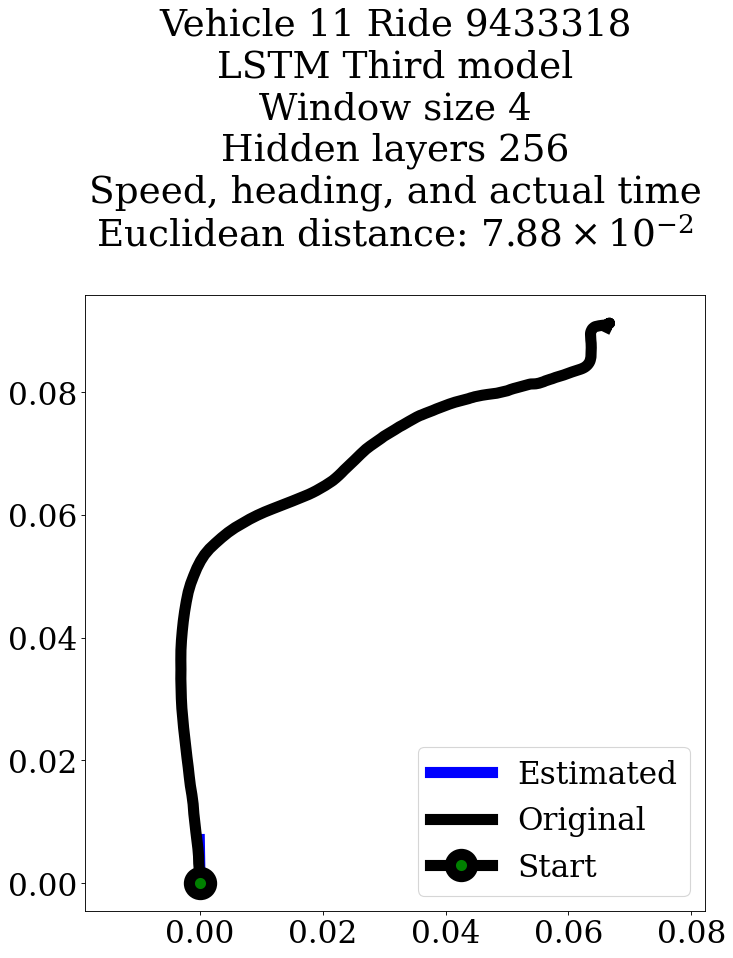 Vehicle 11 Ride 9433318
LSTM Third model
Window size 4
Hidden layers 256
Speed, heading, and actual time
Euclidean distance: 7.88 × 10⁻²
0.08
0.06
0.04
0.02
0.00
Estimated
Original
Start
0.00 0.02 0.04 0.06 0.08